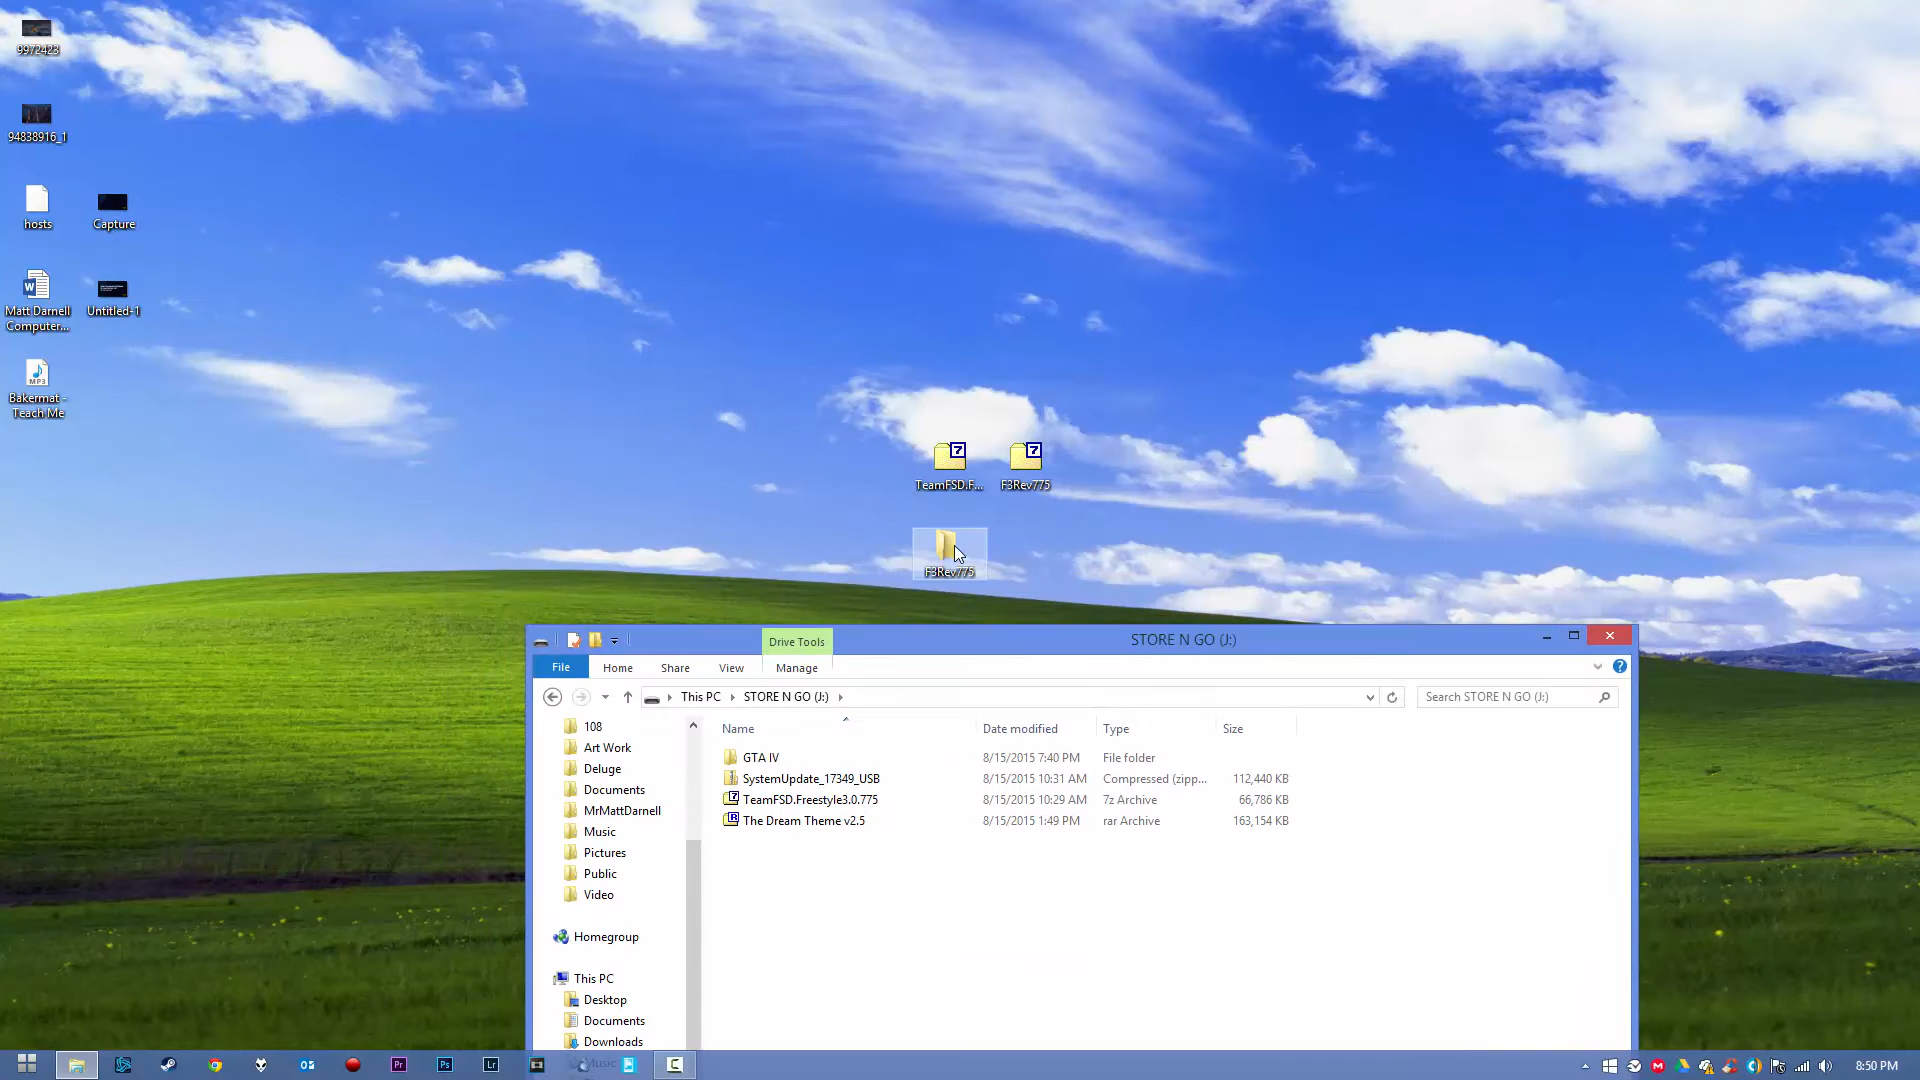 9972423
94838916_1
hosts
Capture
Matt Darnell
Computer...
Untitled-1
MP3
Bakermat -
Teach Me
TeamFSD.F...
F3Rev775
F3Rev775
Drive Tools
STORE N GO (J:)
File
Home
Share
View
Manage
This PC
STORE N GO (J:)
Search STORE N GO (J:)
Name
Date modified
Type
Size
108
Art Work
Deluge
Documents
MrMattDarnell
Music
Pictures
Public
Video
Homegroup
This PC
Desktop
Documents
Downloads
Music
GTA IV 8/15/2015 7:40 PM File folder
SystemUpdate_17349_USB 8/15/2015 10:31 AM Compressed (zipp... 112,440 KB
TeamFSD.Freestyle3.0.775 8/15/2015 10:29 AM 7z Archive 66,786 KB
The Dream Theme v2.5 8/15/2015 1:49 PM rar Archive 163,154 KB
Pr
Ps
Lr
8:50 PM